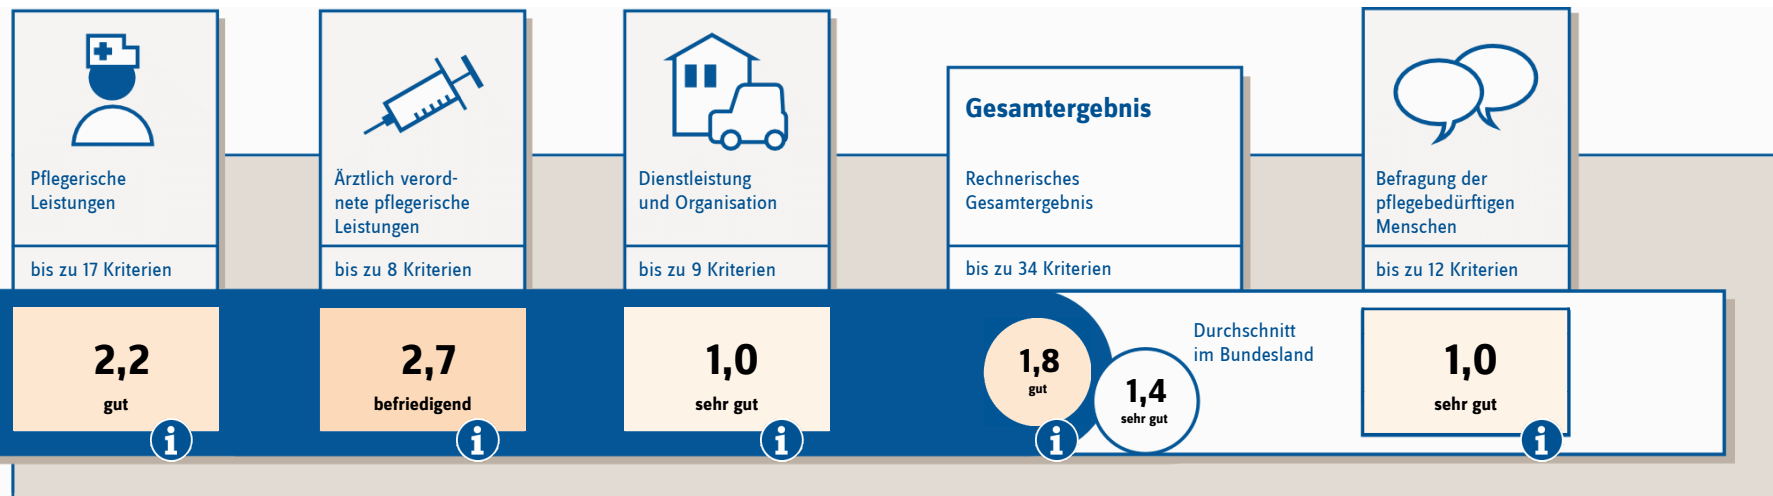 Pflegerische
Leistungen
bis zu 17 Kriterien
2,2
gut
i
Ärztlich verord-
nete pflegerische
Leistungen
bis zu 8 Kriterien
2,7
befriedigend
i
Dienstleistung
und Organisation
bis zu 9 Kriterien
1,0
sehr gut
i
Gesamtergebnis
Rechnerisches
Gesamtergebnis
bis zu 34 Kriterien
1,8
gut
i
Durchschnitt
im Bundesland
1,4
sehr gut
Befragung der
pflegebedürftigen
Menschen
bis zu 12 Kriterien
1,0
sehr gut
i